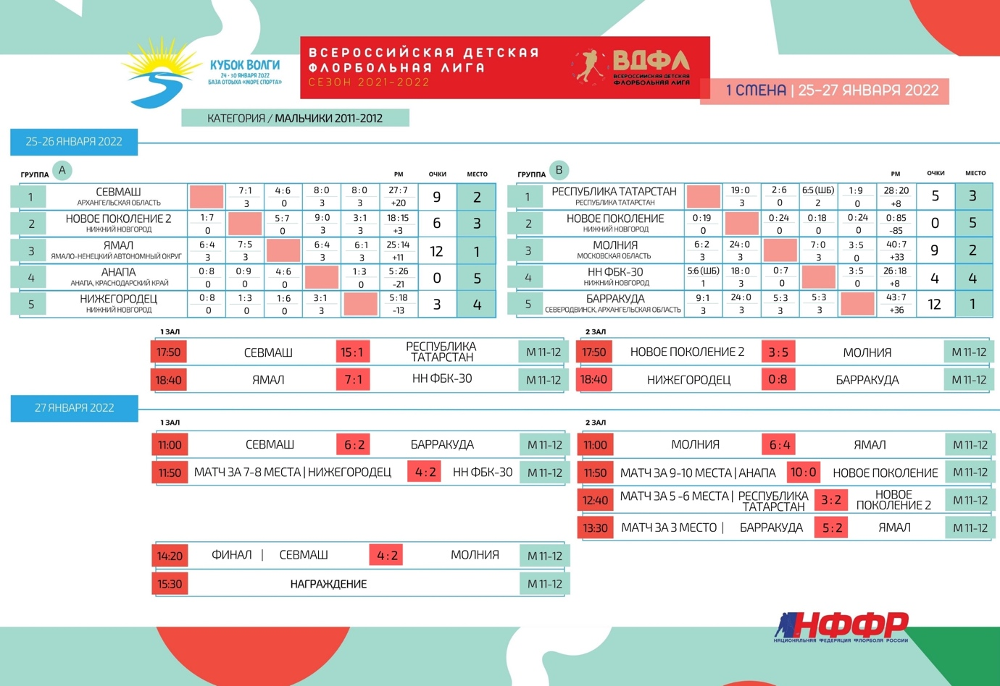 КУБОК ВОЛГИ
24 - 30 ЯНВАРЯ 2022
БАЗА ОТДЫХА «МОРЕ СПОРТА»
ВСЕРОССИЙСКАЯ ДЕТСКАЯ
ФЛОРБОЛЬНАЯ ЛИГА
СЕЗОН 2021-2022
ВДФЛ
ВСЕРОССИЙСКАЯ ДЕТСКАЯ
ФЛОРБОЛЬНАЯ ЛИГА
1 СМЕНА | 25-27 ЯНВАРЯ 2022
КАТЕГОРИЯ / МАЛЬЧИКИ 2011-2012
25-26 ЯНВАРЯ 2022
ГРУППА A РМ ОЧКИ МЕСТО
1 СЕВМАШ 7:1 4:6 8:0 8:0 27:7 9 2
АРХАНГЕЛЬСКАЯ ОБЛАСТЬ 3 0 3 3 +20
2 НОВОЕ ПОКОЛЕНИЕ 2 1:7 5:7 9:0 3:1 18:15 6 3
НИЖНИЙ НОВГОРОД 0 0 3 3 +3
3 ЯМАЛ 6:4 7:5 6:4 6:1 25:14 12 1
ЯМАЛО-НЕНЕЦКИЙ АВТОНОМНЫЙ ОКРУГ 3 3 3 3 +11
4 АНАПА 0:8 0:9 4:6 1:3 5:26 0 5
АНАПА, КРАСНОДАРСКИЙ КРАЙ 0 0 0 0 -21
5 НИЖЕГОРОДЕЦ 0:8 1:3 1:6 3:1 5:18 3 4
НИЖНИЙ НОВГОРОД 0 0 0 3 -13
ГРУППА B РМ ОЧКИ МЕСТО
1 РЕСПУБЛИКА ТАТАРСТАН 19:0 2:6 6:5 (ШБ) 1:9 28:20 5 3
РЕСПУБЛИКА ТАТАРСТАН 3 0 2 0 +8
2 НОВОЕ ПОКОЛЕНИЕ 0:19 0:24 0:18 0:24 0:85 0 5
НИЖНИЙ НОВГОРОД 0 0 0 0 -85
3 МОЛНИЯ 6:2 24:0 7:0 3:5 40:7 9 2
МОСКОВСКАЯ ОБЛАСТЬ 3 3 3 0 +33
4 НН ФБК-30 5:6 (ШБ) 18:0 0:7 3:5 26:18 4 4
НИЖНИЙ НОВГОРОД 1 3 0 0 +8
5 БАРРАКУДА 9:1 24:0 5:3 5:3 43:7 12 1
СЕВЕРОДВИНСК, АРХАНГЕЛЬСКАЯ ОБЛАСТЬ 3 3 3 3 +36
1 ЗАЛ
17:50 СЕВМАШ 15:1 РЕСПУБЛИКА
ТАТАРСТАН М 11-12
18:40 ЯМАЛ 7:1 НН ФБК-30 М 11-12
2 ЗАЛ
17:50 НОВОЕ ПОКОЛЕНИЕ 2 3:5 МОЛНИЯ М 11-12
18:40 НИЖЕГОРОДЕЦ 0:8 БАРРАКУДА М 11-12
27 ЯНВАРЯ 2022
1 ЗАЛ
11:00 СЕВМАШ 6:2 БАРРАКУДА М 11-12
11:50 МАТЧ ЗА 7-8 МЕСТА | НИЖЕГОРОДЕЦ 4:2 НН ФБК-30 М 11-12
2 ЗАЛ
11:00 МОЛНИЯ 6:4 ЯМАЛ М 11-12
11:50 МАТЧ ЗА 9-10 МЕСТА | АНАПА 10:0 НОВОЕ ПОКОЛЕНИЕ М 11-12
12:40 МАТЧ ЗА 5 -6 МЕСТА | РЕСПУБЛИКА 3:2 НОВОЕ М 11-12
ТАТАРСТАН ПОКОЛЕНИЕ 2
13:30 МАТЧ ЗА 3 МЕСТО | БАРРАКУДА 5:2 ЯМАЛ М 11-12
14:20 ФИНАЛ | СЕВМАШ 4:2 МОЛНИЯ М 11-12
15:30 НАГРАЖДЕНИЕ М 11-12
НФФР
НАЦИОНАЛЬНАЯ ФЕДЕРАЦИЯ ФЛОРБОЛА РОССИИ